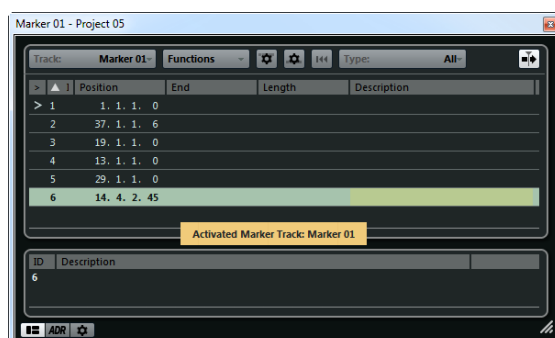 Marker 01 - Project 05
Track: Marker 01 Functions Type: All
> I Position End Length Description
> 1 1. 1. 1. 0
2 37. 1. 1. 6
3 19. 1. 1. 0
4 13. 1. 1. 0
5 29. 1. 1. 0
6 14. 4. 2. 45
Activated Marker Track: Marker 01
ID Description
6
ADR